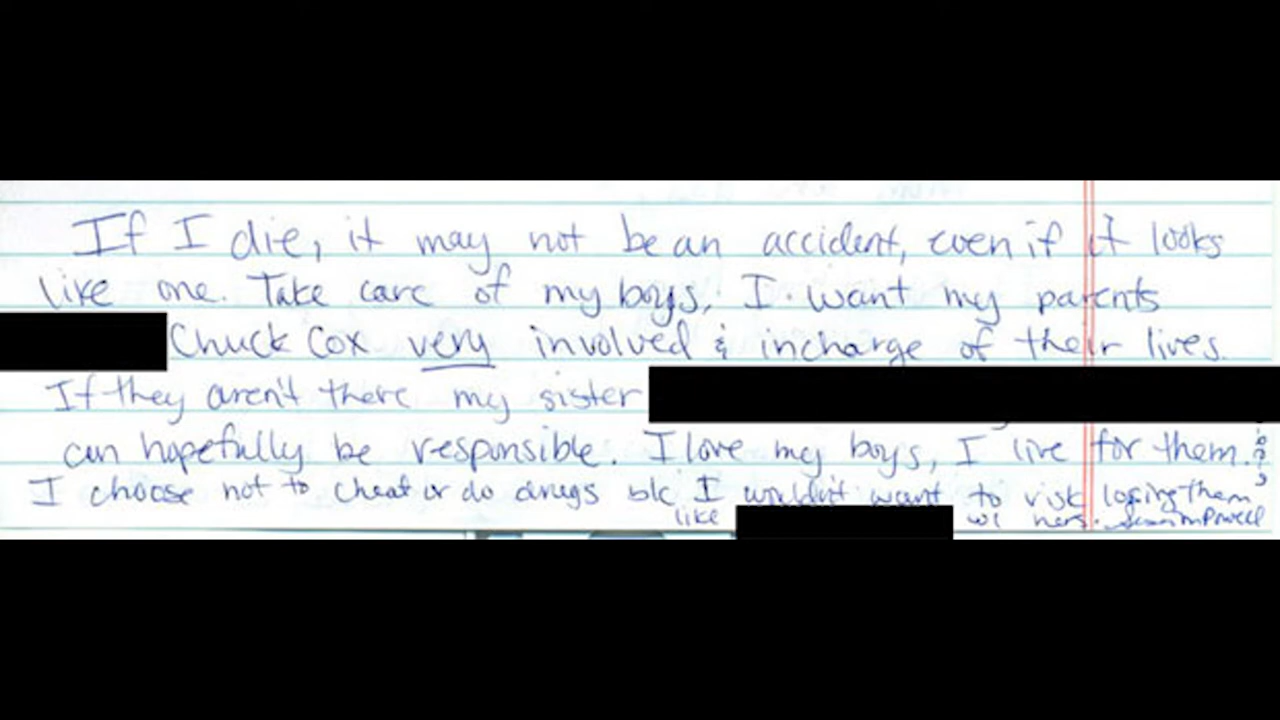 If I die, it may not be an accident, even if it looks
like one. Take care of my boys. I want my parents
Chuck Cox very involved & incharge of their lives.
If they aren't there my sister
can hopefully be responsible. I love my boys, I live for them.
I choose not to cheat or do drugs b/c I wouldn't want to risk losing them
like w/ hers.